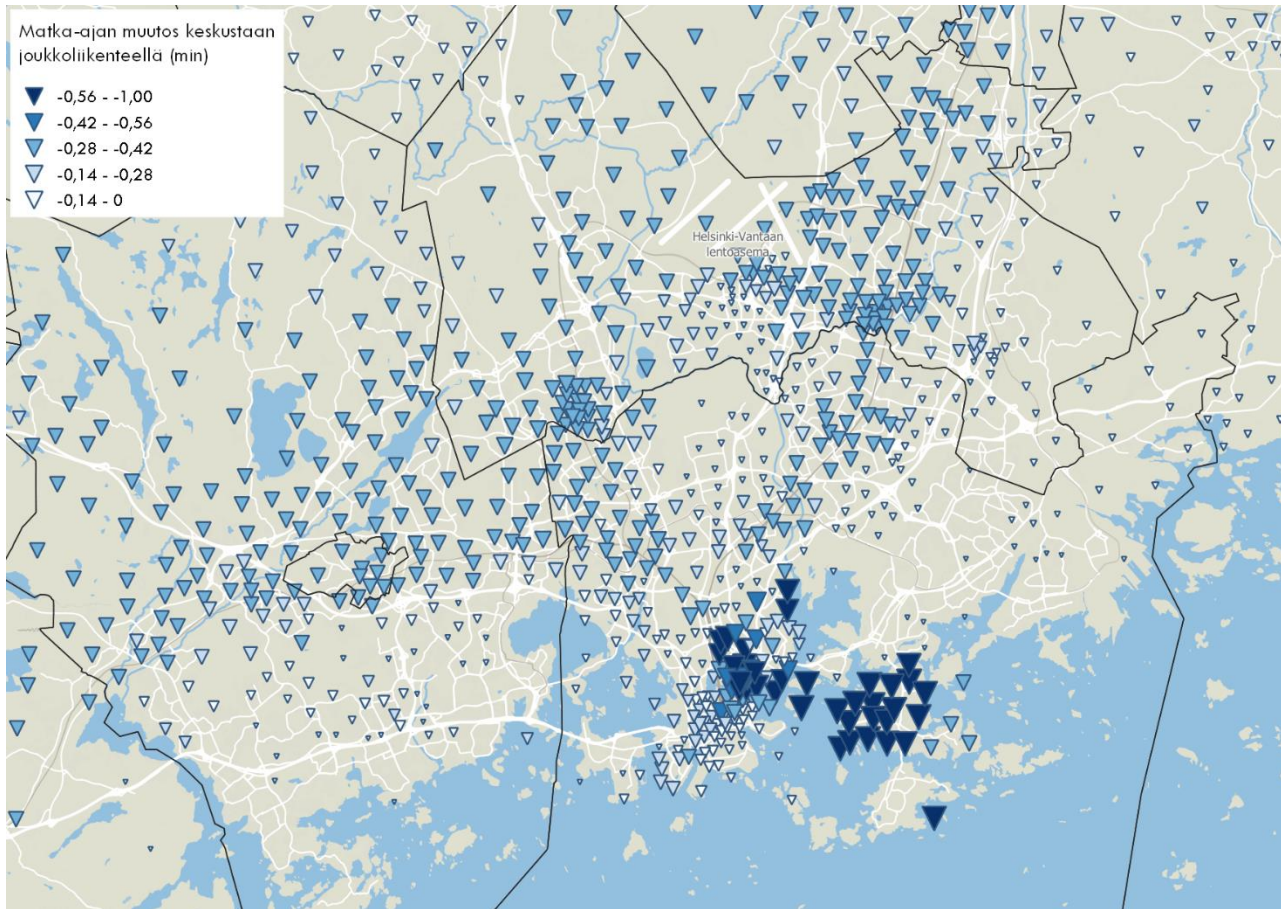 Matka-ajan muutos keskustaan
joukkoliikenteellä (min)
-0,56 - -1,00
-0,42 - -0,56
-0,28 - -0,42
-0,14 - -0,28
-0,14 - 0
Helsinki-Vantaan
lentoasema